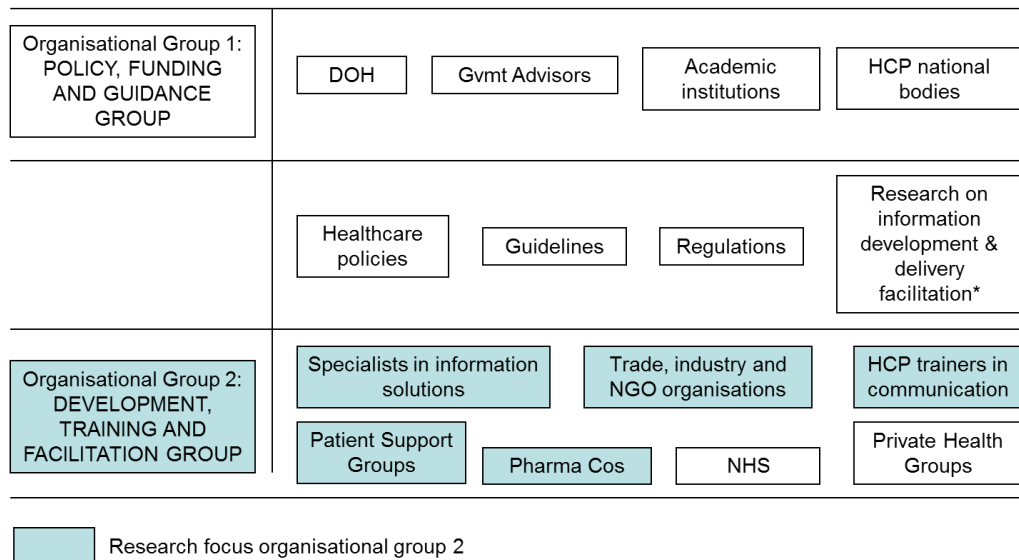 Organisational Group 1:
POLICY, FUNDING
AND GUIDANCE
GROUP
DOH
Gvmt Advisors
Academic
institutions
HCP national
bodies
Healthcare
policies
Guidelines
Regulations
Research on
information
development &
delivery
facilitation*
Organisational Group 2:
DEVELOPMENT,
TRAINING AND
FACILITATION GROUP
Specialists in information
solutions
Trade, industry and
NGO organisations
HCP trainers in
communication
Patient Support
Groups
Pharma Cos
NHS
Private Health
Groups
Research focus organisational group 2